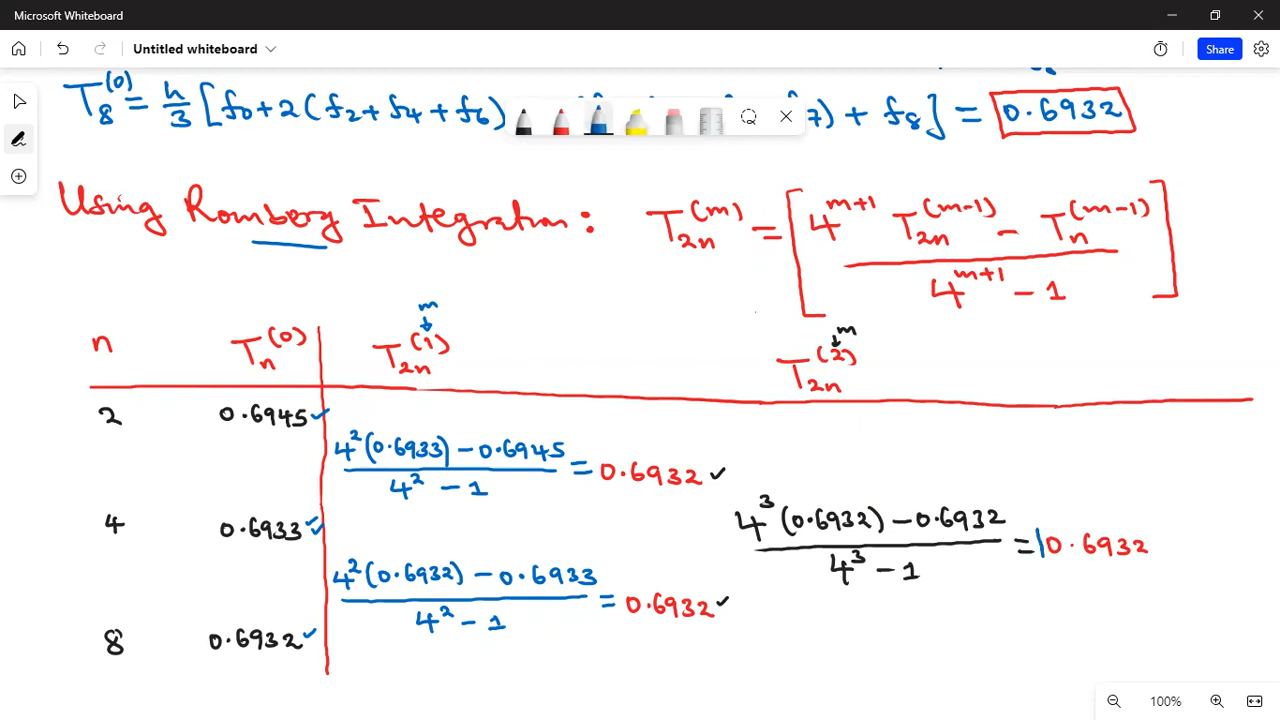 Microsoft Whiteboard
Untitled whiteboard
Share
T_8^(0) = h/3 [f0 + 2(f2 + f4 + f6) 7) + f8] = 0.6932
Using Romberg Integration: T_2n^(m) = [ (4^(m+1) T_2n^(m-1) - T_n^(m-1)) / (4^(m+1) - 1) ]
m
m
n T_n^(0) T_2n^(1) T_2n^(2)
2 0.6945
(4^2 (0.6933) - 0.6945) / (4^2 - 1) = 0.6932
4 0.6933
(4^3 (0.6932) - 0.6932) / (4^3 - 1) = 0.6932
(4^2 (0.6932) - 0.6933) / (4^2 - 1) = 0.6932
8 0.6932
100%